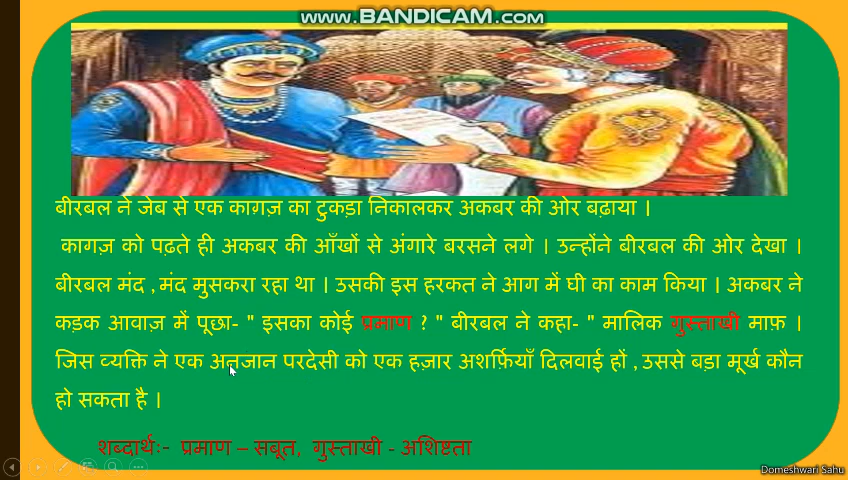 www.BANDICAM.com
बीरबल ने जेब से एक काग़ज़ का टुकड़ा निकालकर अकबर की ओर बढ़ाया ।
कागज़ को पढ़ते ही अकबर की आँखों से अंगारे बरसने लगे । उन्होंने बीरबल की ओर देखा ।
बीरबल मंद ,मंद मुसकरा रहा था । उसकी इस हरकत ने आग में घी का काम किया । अकबर ने
कड़क आवाज़ में पूछा- " इसका कोई प्रमाण ? " बीरबल ने कहा- " मालिक गुस्ताखी माफ़ ।
जिस व्यक्ति ने एक अनजान परदेसी को एक हज़ार अशर्फ़ियाँ दिलवाई हों , उससे बड़ा मूर्ख कौन
हो सकता है ।
शब्दार्थः- प्रमाण – सबूत, गुस्ताखी - अशिष्टता
Domeshwari Sahu